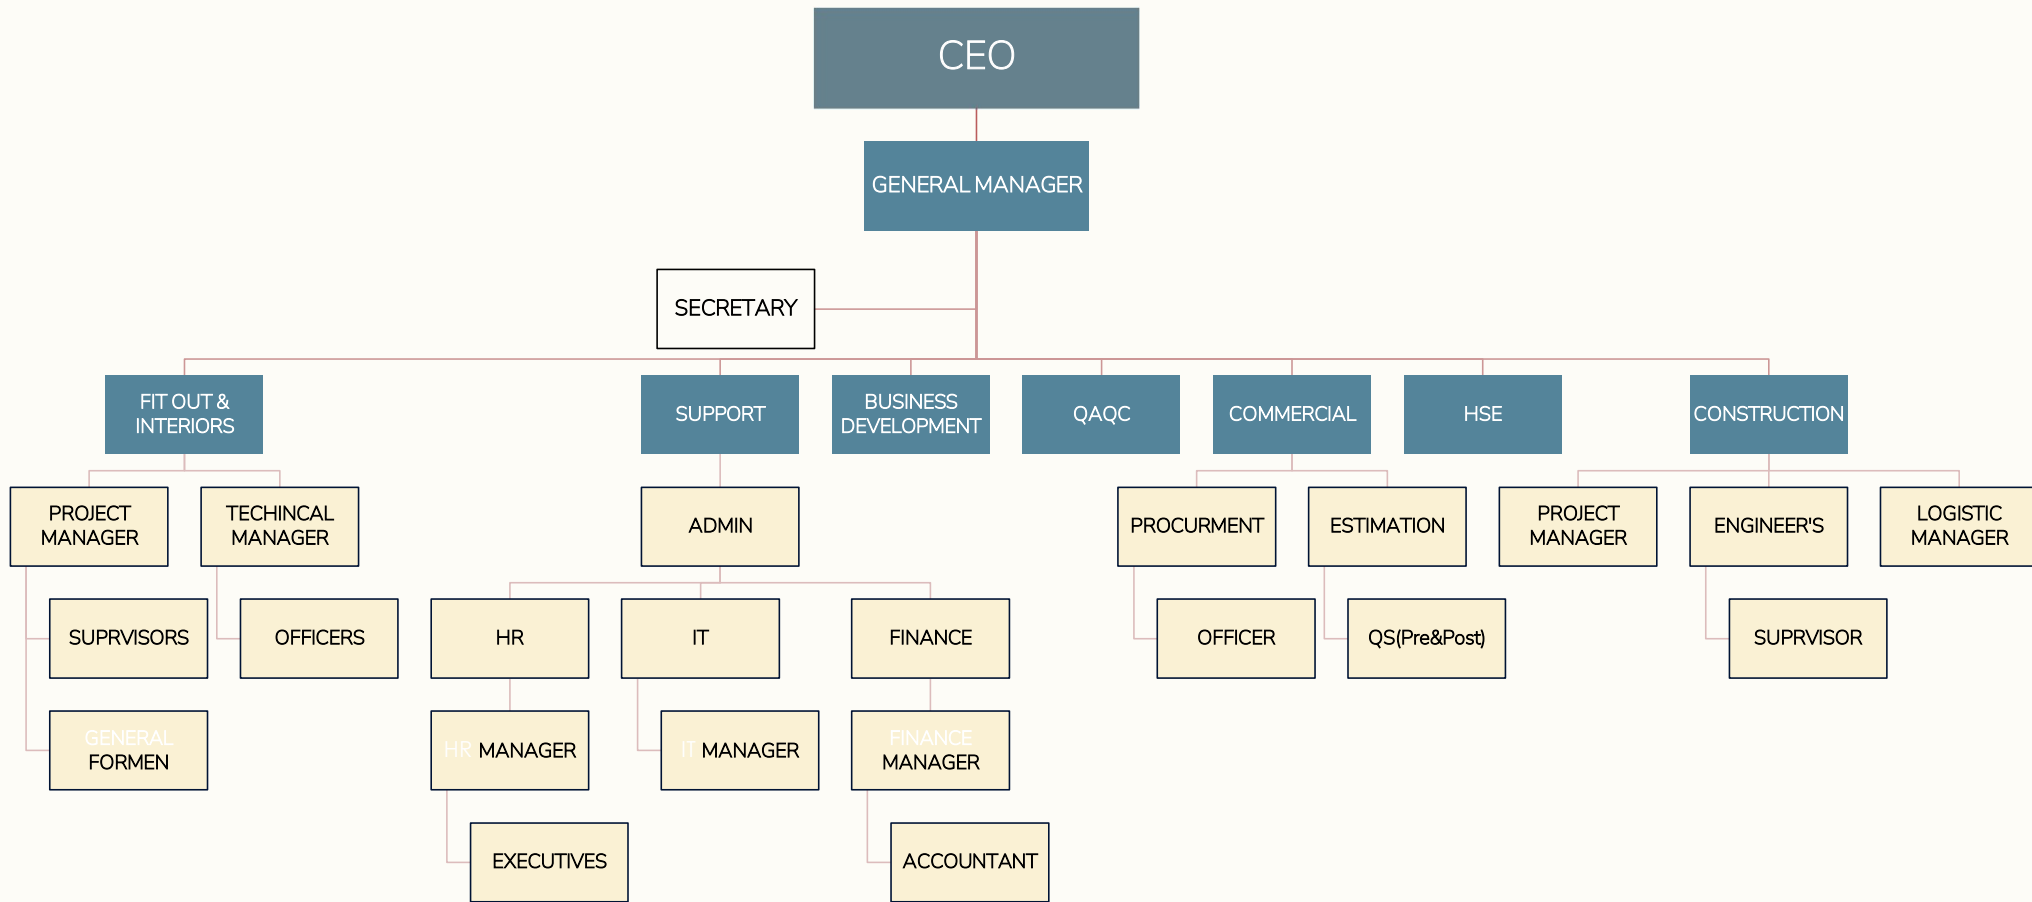 CEO
GENERAL MANAGER
SECRETARY
FIT OUT &
INTERIORS
SUPPORT
BUSINESS
DEVELOPMENT
QAQC
COMMERCIAL
HSE
CONSTRUCTION
PROJECT
MANAGER
TECHINCAL
MANAGER
ADMIN
PROCURMENT
ESTIMATION
PROJECT
MANAGER
ENGINEER'S
LOGISTIC
MANAGER
SUPRVISORS
OFFICERS
HR
IT
FINANCE
OFFICER
QS(Pre&Post)
SUPRVISOR
GENERAL
FORMEN
HR MANAGER
IT MANAGER
FINANCE
MANAGER
EXECUTIVES
ACCOUNTANT